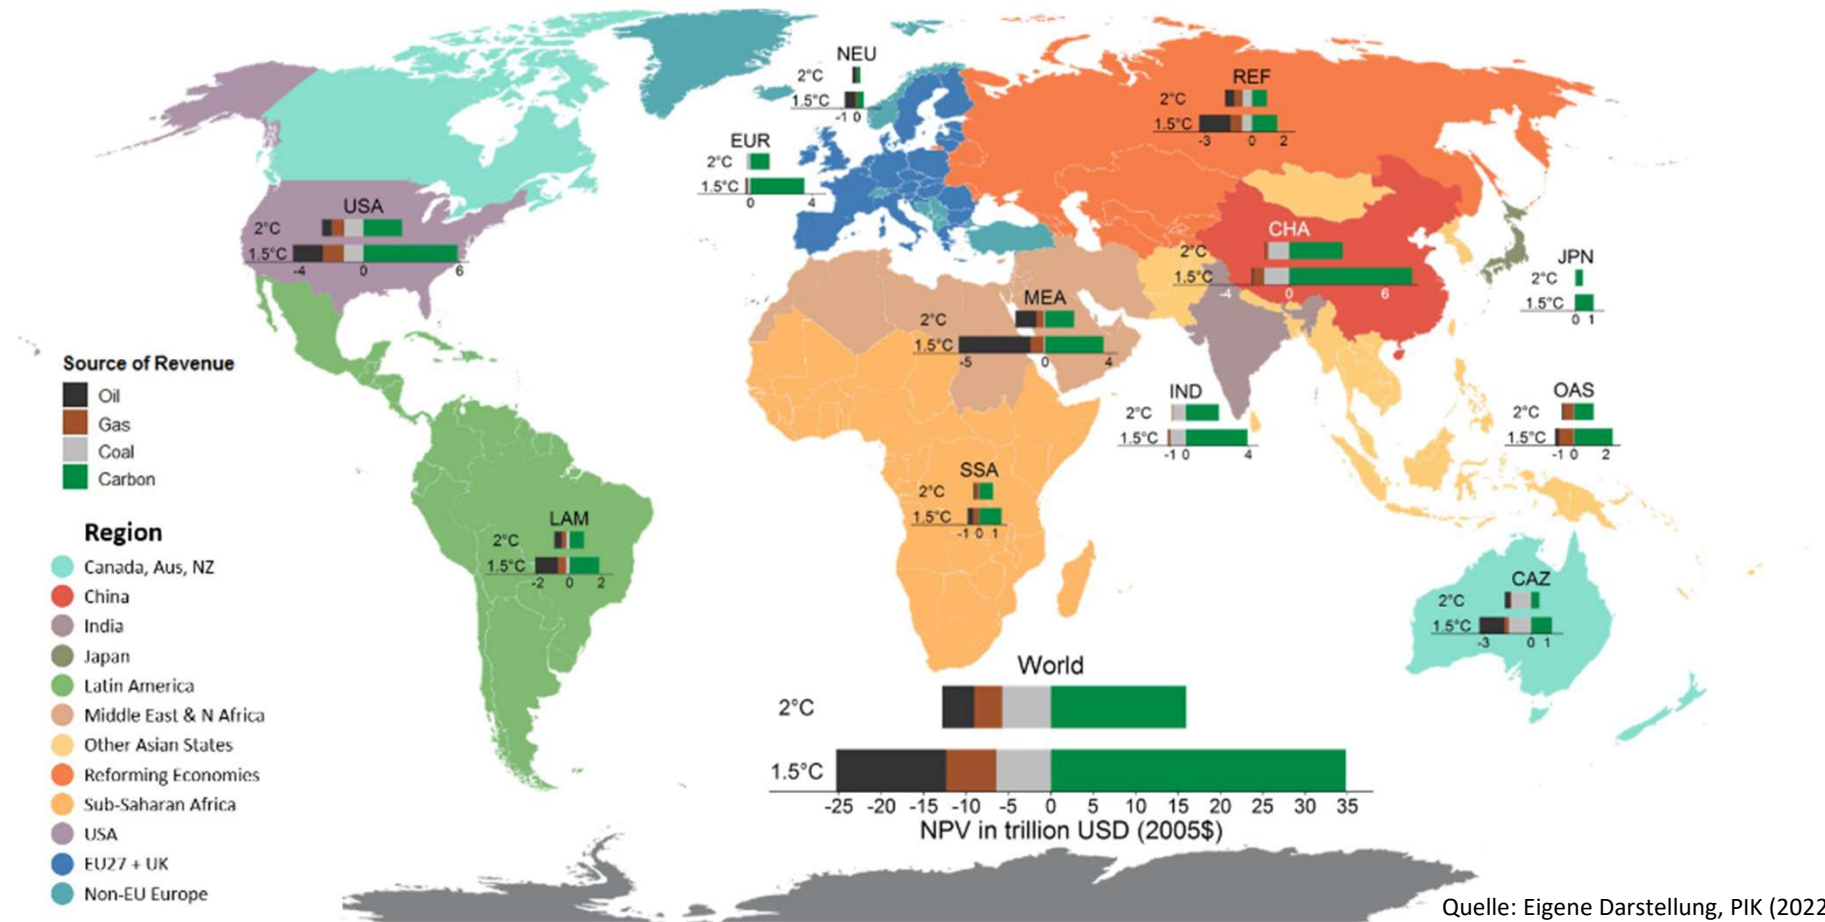 NEU
2°C
1.5°C
-1 0
REF
2°C
1.5°C
-3 0 2
EUR
2°C
1.5°C
0 4
USA
2°C
1.5°C
-4 0 6
CHA
2°C
1.5°C
-4 0 6
JPN
2°C
1.5°C
0 1
MEA
2°C
1.5°C
-5 0 4
Source of Revenue
Oil
Gas
Coal
Carbon
IND
2°C
1.5°C
-1 0 4
OAS
2°C
1.5°C
-1 0 2
SSA
2°C
1.5°C
-1 0 1
LAM
2°C
1.5°C
-2 0 2
CAZ
2°C
1.5°C
-3 0 1
Region
Canada, Aus, NZ
China
India
Japan
Latin America
Middle East & N Africa
Other Asian States
Reforming Economies
Sub-Saharan Africa
USA
EU27 + UK
Non-EU Europe
World
2°C
1.5°C
-25 -20 -15 -10 -5 0 5 10 15 20 25 30 35
NPV in trillion USD (2005$)
Quelle: Eigene Darstellung, PIK (2022